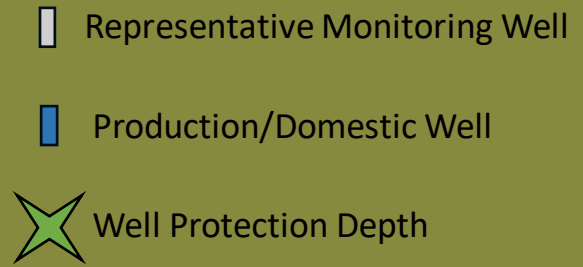 Representative Monitoring Well
Production/Domestic Well
Well Protection Depth